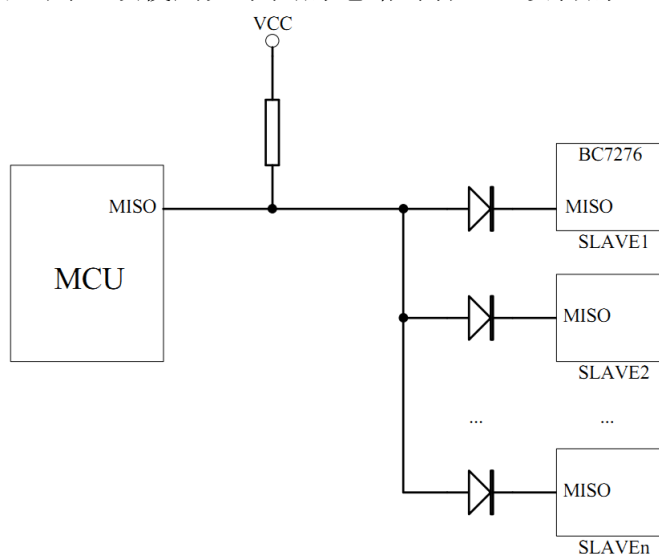 VCC
MISO
MCU
BC7276
MISO
SLAVE1
MISO
SLAVE2
...
...
MISO
SLAVEn